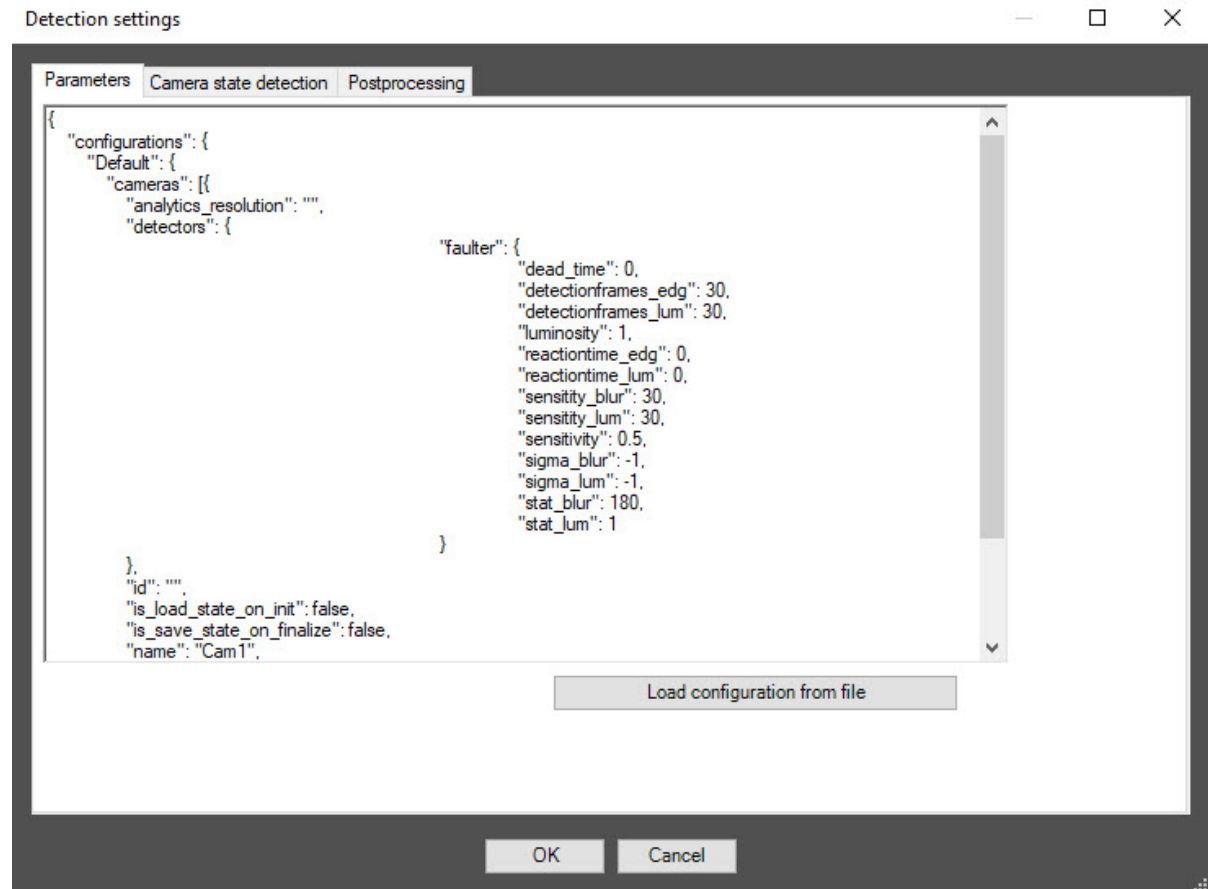 Detection settings
Parameters Camera state detection Postprocessing
{
"configurations": {
"Default": {
"cameras": [{
"analytics_resolution": "",
"detectors": {
"faulter": {
"dead_time": 0,
"detectionframes_edg": 30,
"detectionframes_lum": 30,
"luminosity": 1,
"reactiontime_edg": 0,
"reactiontime_lum": 0,
"sensitity_blur": 30,
"sensitity_lum": 30,
"sensitivity": 0.5,
"sigma_blur": -1,
"sigma_lum": -1,
"stat_blur": 180,
"stat_lum": 1
}
},
"id": "",
"is_load_state_on_init": false,
"is_save_state_on_finalize": false,
"name": "Cam1",
Load configuration from file
OK Cancel